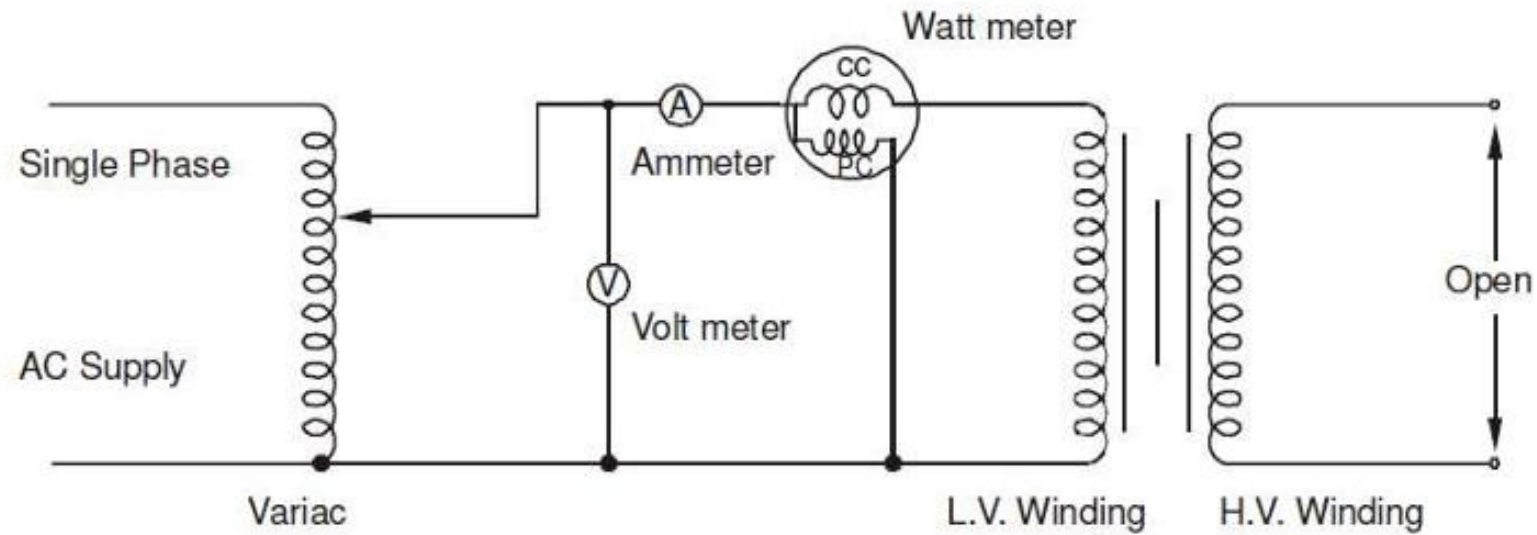 Watt meter
CC
A
Single Phase
Ammeter
PC
V
Open
Volt meter
AC Supply
Variac
L.V. Winding
H.V. Winding